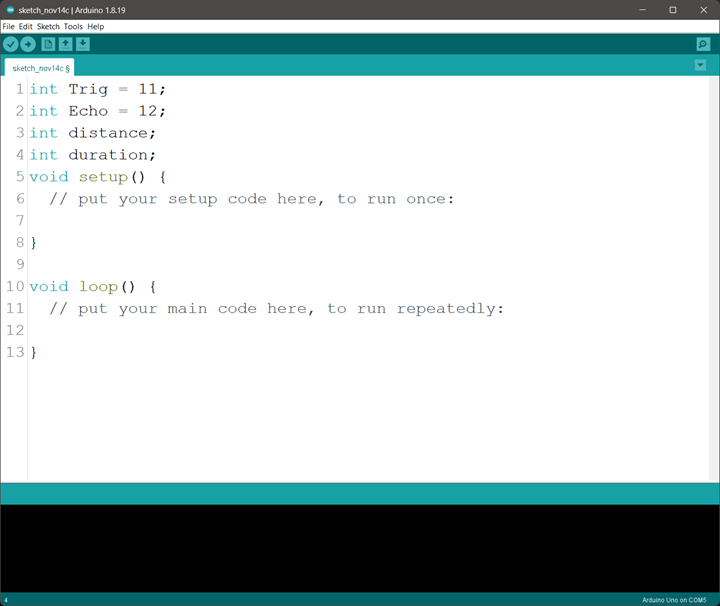 sketch_nov14c | Arduino 1.8.19
File Edit Sketch Tools Help
sketch_nov14c §
1 int Trig = 11;
2 int Echo = 12;
3 int distance;
4 int duration;
5 void setup() {
6 // put your setup code here, to run once:
7
8 }
9
10 void loop() {
11 // put your main code here, to run repeatedly:
12
13 }
4
Arduino Uno on COM5